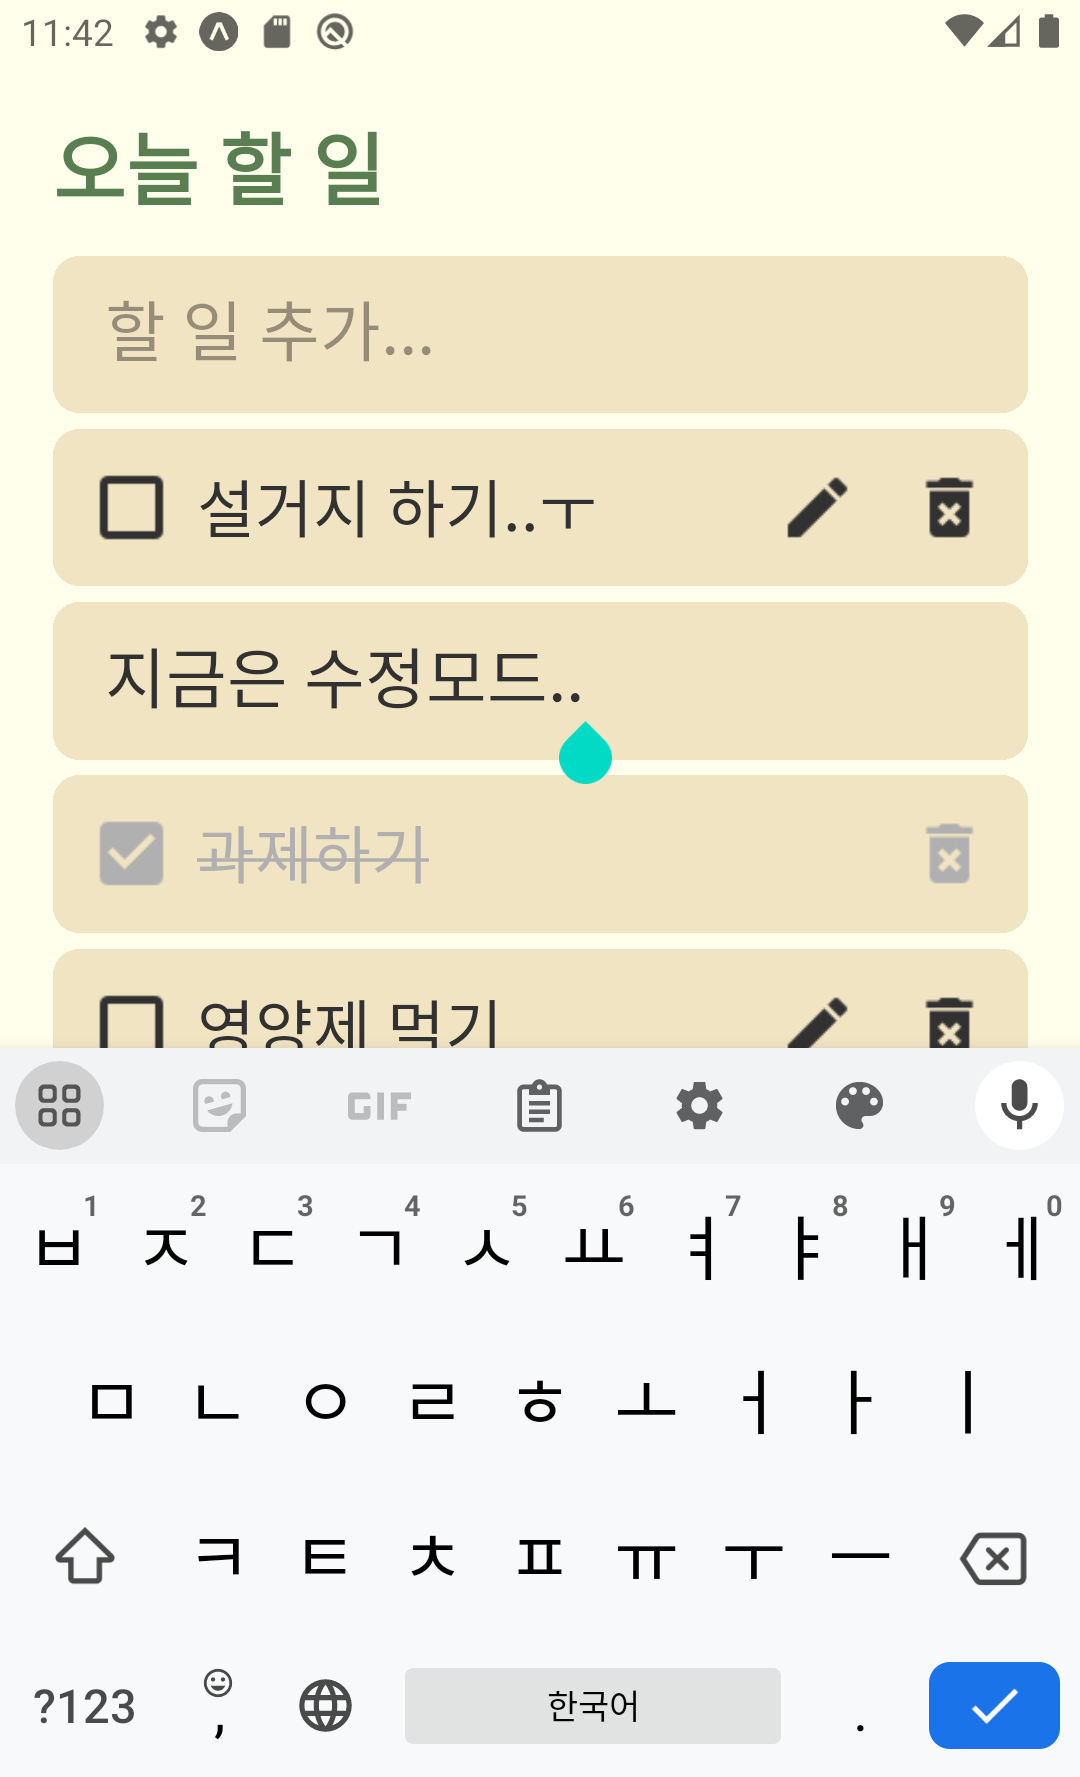 11:42
오늘 할 일
할 일 추가...
설거지 하기..ㅜ
지금은 수정모드..
과제하기
영양제 먹기
GIF
1 2 3 4 5 6 7 8 9 0
ㅂ ㅈ ㄷ ㄱ ㅅ ㅛ ㅕ ㅑ ㅐ ㅔ
ㅁ ㄴ ㅇ ㄹ ㅎ ㅗ ㅓ ㅏ ㅣ
ㅋ ㅌ ㅊ ㅍ ㅠ ㅜ ㅡ
?123 , 한국어 .